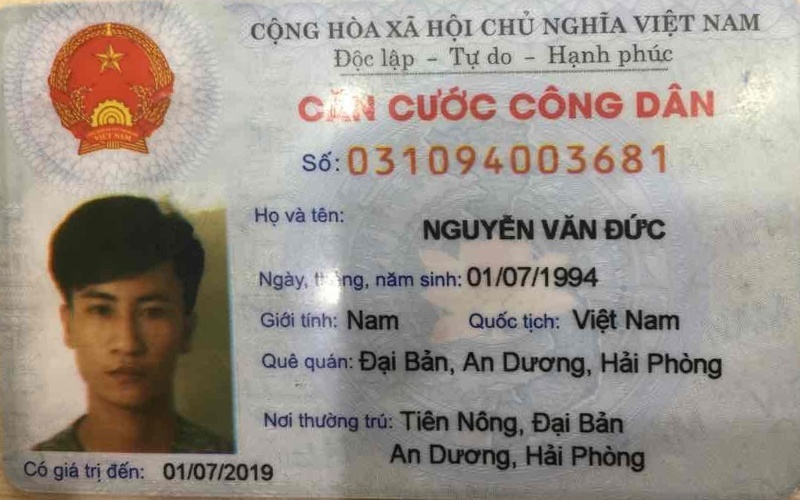 CỘNG HÒA XÃ HỘI CHỦ NGHĨA VIỆT NAM
Độc lập - Tự do - Hạnh phúc
CĂN CƯỚC CÔNG DÂN
Số: 031094003681
Họ và tên: NGUYỄN VĂN ĐỨC
Ngày, tháng, năm sinh: 01/07/1994
Giới tính: Nam Quốc tịch: Việt Nam
Quê quán: Đại Bản, An Dương, Hải Phòng
Nơi thường trú: Tiên Nông, Đại Bản
An Dương, Hải Phòng
Có giá trị đến: 01/07/2019